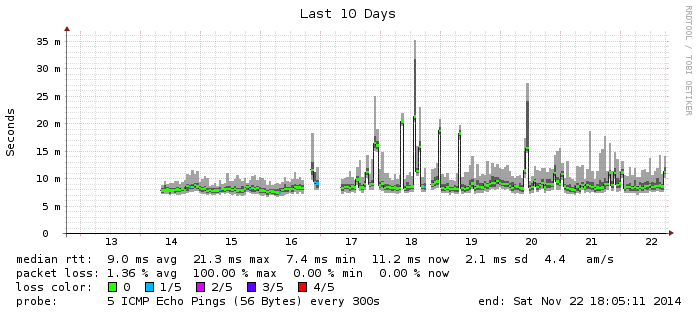 Last 10 Days
RRDTOOL / TOBI OETIKER
Seconds
35 m
30 m
25 m
20 m
15 m
10 m
5 m
0
13 14 15 16 17 18 19 20 21 22
median rtt: 9.0 ms avg 21.3 ms max 7.4 ms min 11.2 ms now 2.1 ms sd 4.4 am/s
packet loss: 1.36 % avg 100.00 % max 0.00 % min 0.00 % now
loss color: 0 1/5 2/5 3/5 4/5
probe: 5 ICMP Echo Pings (56 Bytes) every 300s end: Sat Nov 22 18:05:11 2014